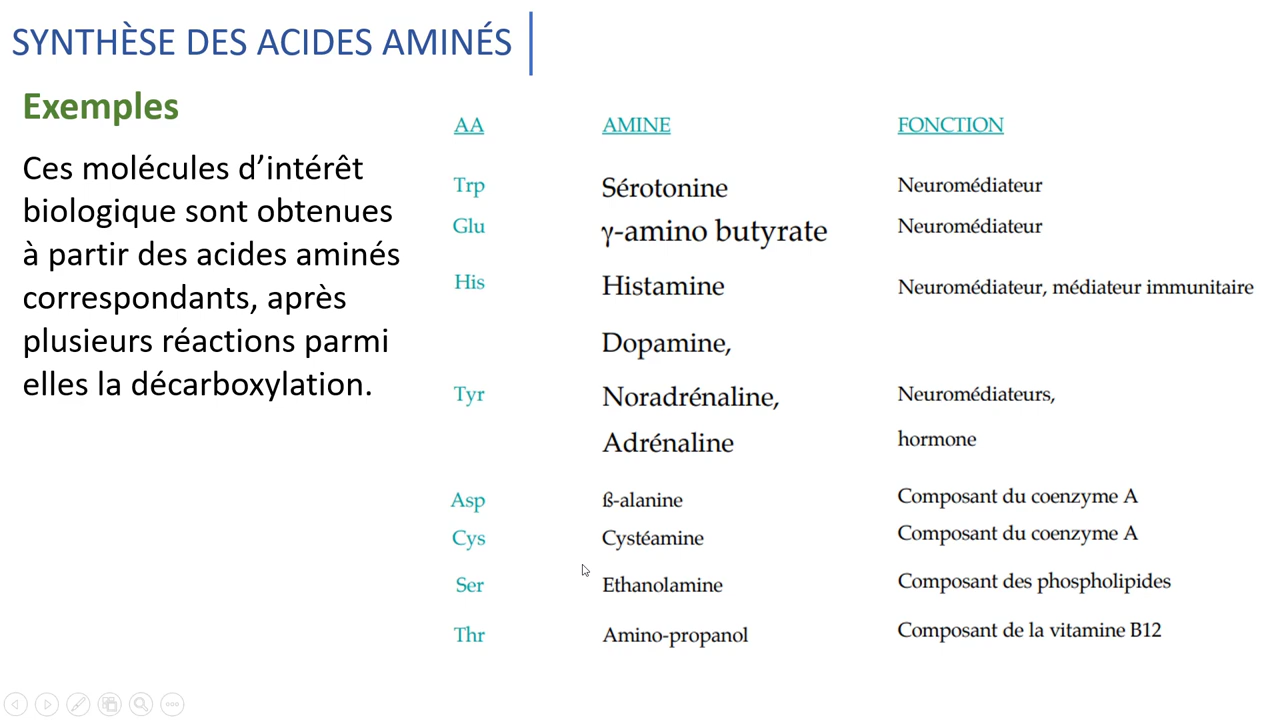 SYNTHÈSE DES ACIDES AMINÉS
Exemples
Ces molécules d’intérêt
biologique sont obtenues
à partir des acides aminés
correspondants, après
plusieurs réactions parmi
elles la décarboxylation.
AA AMINE FONCTION
Trp Sérotonine Neuromédiateur
Glu γ-amino butyrate Neuromédiateur
His Histamine Neuromédiateur, médiateur immunitaire
Dopamine,
Tyr Noradrénaline, Neuromédiateurs,
Adrénaline hormone
Asp ß-alanine Composant du coenzyme A
Cys Cystéamine Composant du coenzyme A
Ser Ethanolamine Composant des phospholipides
Thr Amino-propanol Composant de la vitamine B12